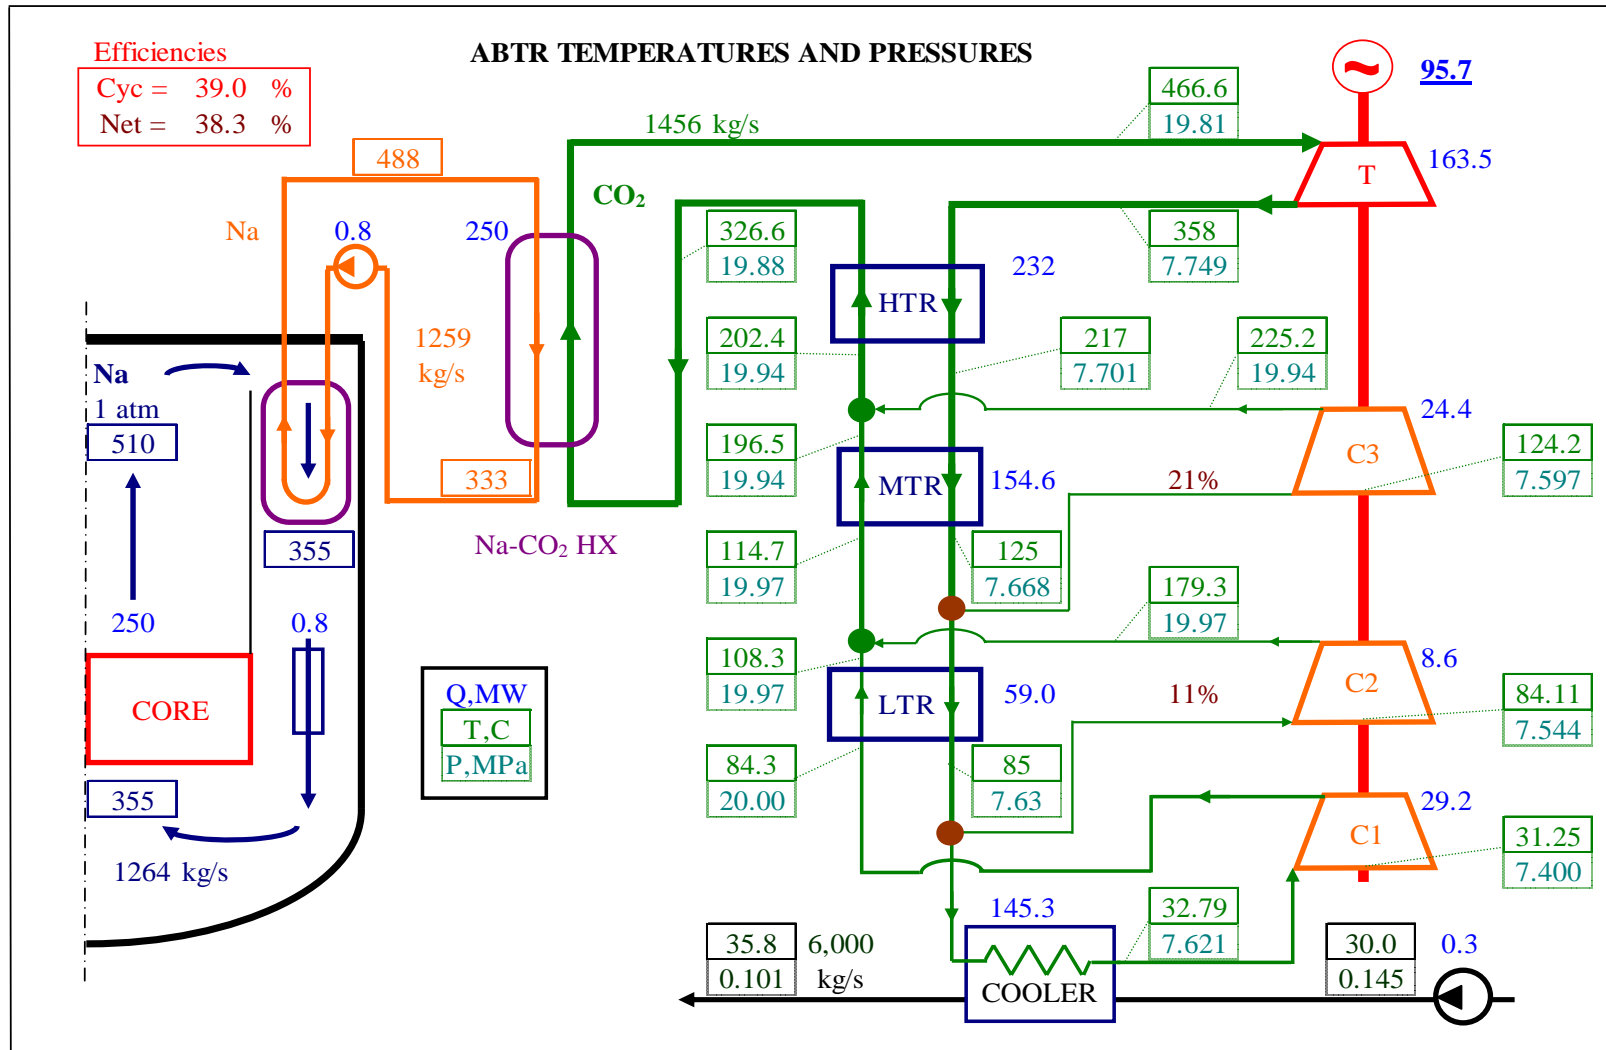 ABTR TEMPERATURES AND PRESSURES
Efficiencies
Cyc = 39.0 %
Net = 38.3 %
95.7
466.6
19.81
1456 kg/s
T
163.5
488
CO₂
Na
0.8
250
326.6
19.88
358
7.749
232
HTR
1259
kg/s
202.4
19.94
217
7.701
225.2
19.94
Na
1 atm
510
24.4
C3
124.2
7.597
196.5
19.94
MTR
154.6
21%
333
Na-CO₂ HX
355
114.7
19.97
125
7.668
179.3
19.97
250
0.8
108.3
19.97
8.6
C2
84.11
7.544
CORE
Q,MW
T,C
P,MPa
LTR
59.0
11%
84.3
20.00
85
7.63
355
29.2
C1
31.25
7.400
1264 kg/s
145.3
32.79
7.621
35.8
0.101
6,000
kg/s
COOLER
30.0
0.145
0.3